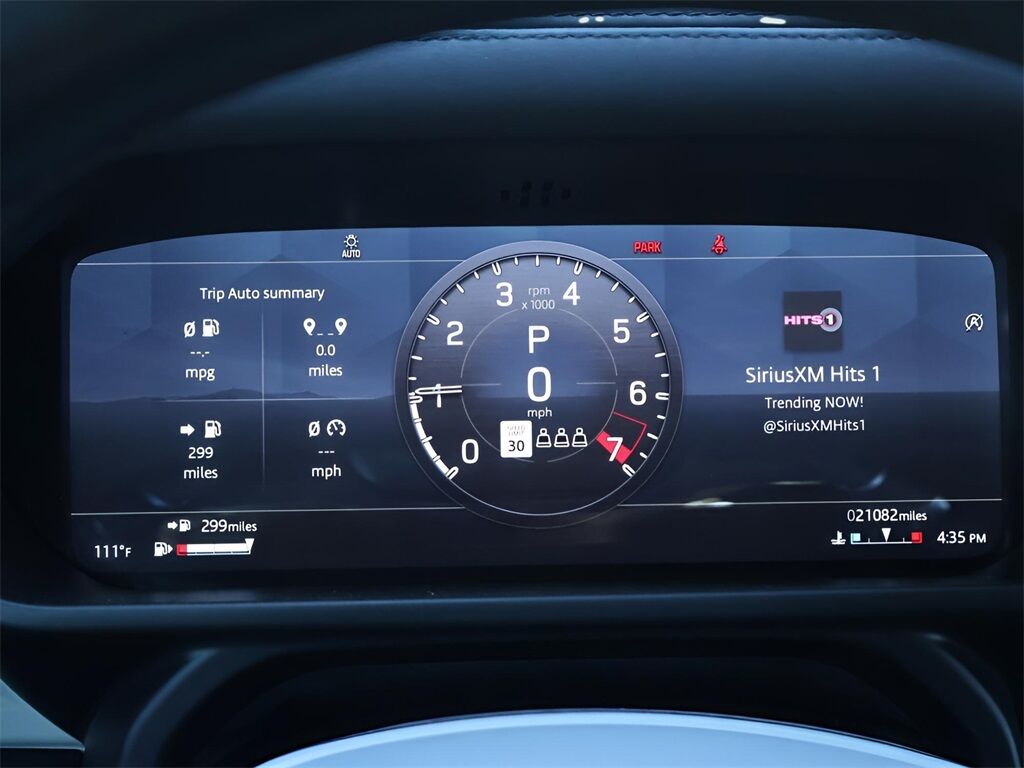 AUTO
PARK
Trip Auto summary
--.-
mpg
0.0
miles
299
miles
---
mph
299miles
111°F
rpm
x 1000
0
1
2
3
4
5
6
7
P
0
mph
SPEED
LIMIT
30
HITS 1
A
SiriusXM Hits 1
Trending NOW!
@SiriusXMHits1
021082miles
4:35 PM